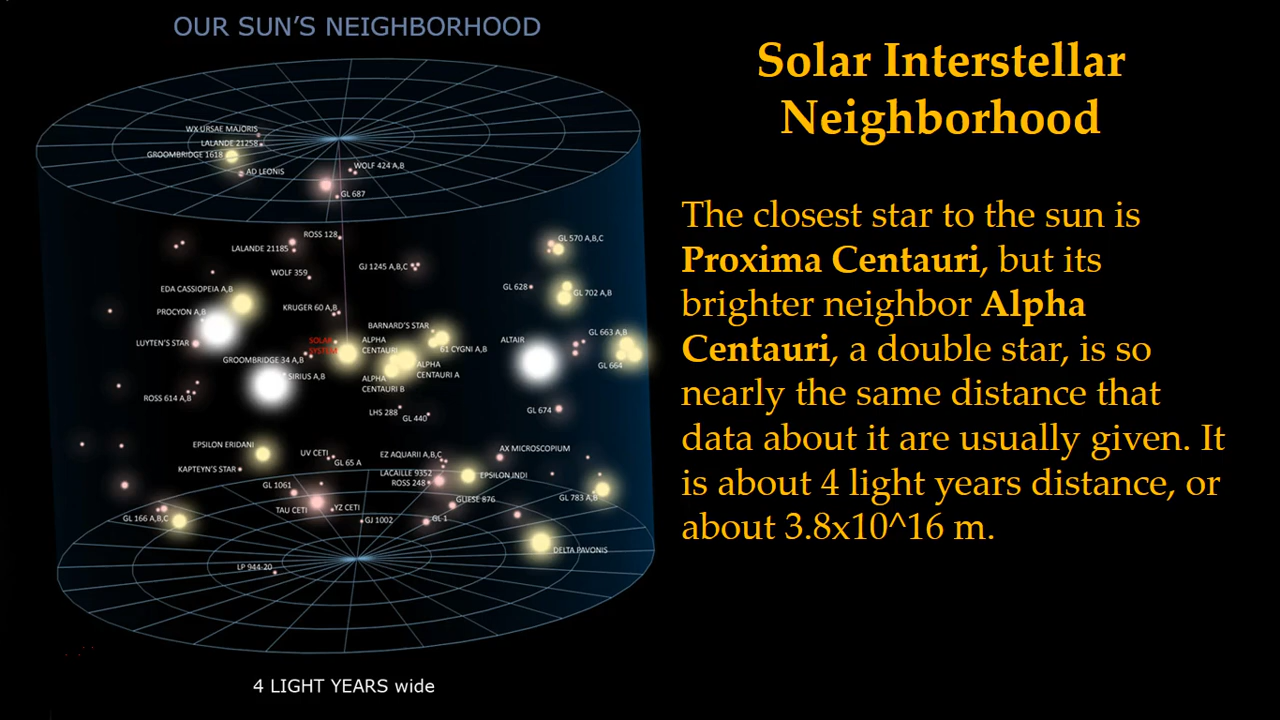 OUR SUN'S NEIGHBORHOOD
Solar Interstellar
Neighborhood
The closest star to the sun is
Proxima Centauri, but its
brighter neighbor Alpha
Centauri, a double star, is so
nearly the same distance that
data about it are usually given. It
is about 4 light years distance, or
about 3.8x10^16 m.
WX URSAE MAJORIS
LALANDE 21258
GROOMBRIDGE 1618
AD LEONIS
WOLF 424 A,B
GL 687
ROSS 128
LALANDE 21185
WOLF 359
GJ 1245 A,B,C
GL 570 A,B,C
EDA CASSIOPEIA A,B
GL 628
GL 702 A,B
PROCYON A,B
KRUGER 60 A,B
BARNARD'S STAR
LUYTEN'S STAR
SOLAR
SYSTEM
ALPHA
CENTAURI
61 CYGNI A,B
ALTAIR
GL 663 A,B
GROOMBRIDGE 34 A,B
ALPHA
CENTAURI A
GL 664
SIRIUS A,B
ALPHA
CENTAURI B
ROSS 614 A,B
LHS 288
GL 440
GL 674
EPSILON ERIDANI
UV CETI
GL 65 A
EZ AQUARII A,B,C
AX MICROSCOPIUM
KAPTEYN'S STAR
LACAILLE 9352
ROSS 248
EPSILON INDI
GL 1061
GLIESE 876
GL 783 A,B
TAU CETI
YZ CETI
GL 166 A,B,C
GJ 1002
GL-1
DELTA PAVONIS
LP 944-20
4 LIGHT YEARS wide